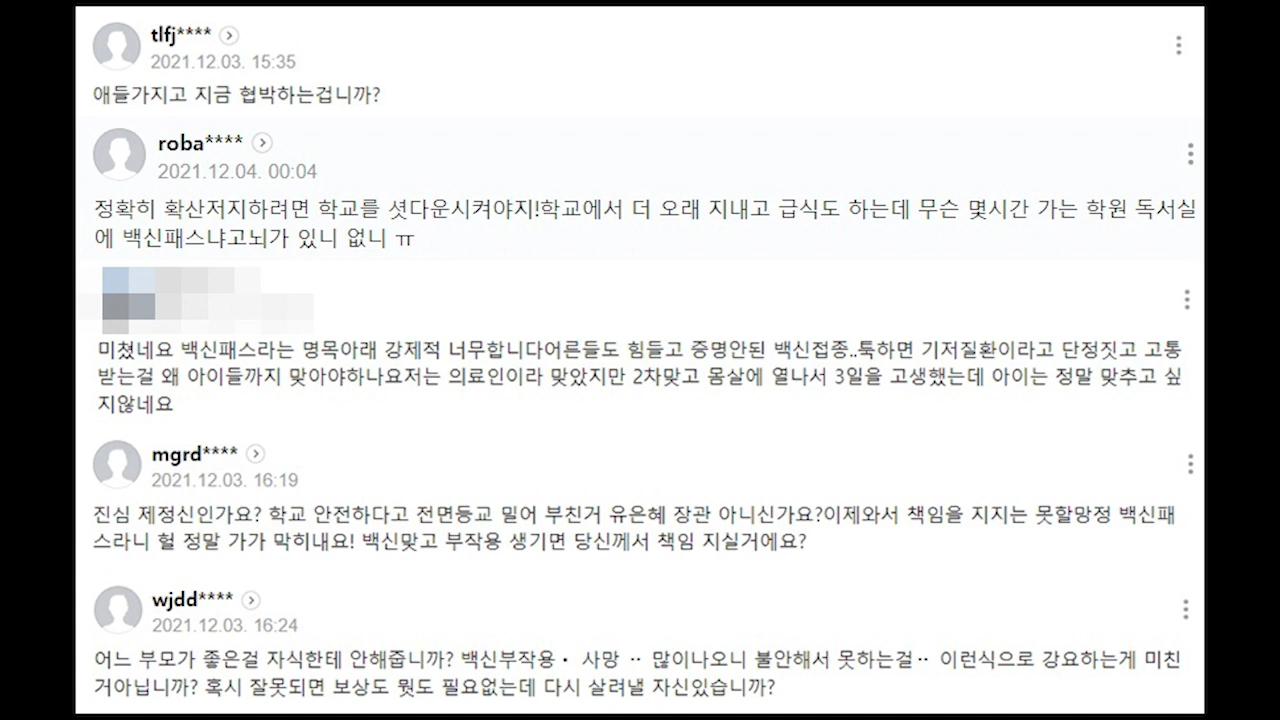 tlfj****
2021.12.03. 15:35
애들가지고 지금 협박하는겁니까?
roba****
2021.12.04. 00:04
정확히 확산저지하려면 학교를 셧다운시켜야지!학교에서 더 오래 지내고 급식도 하는데 무슨 몇시간 가는 학원 독서실
에 백신패스냐고뇌가 있니 없니 ㅠ
미쳤네요 백신패스라는 명목아래 강제적 너무합니다어른들도 힘들고 증명안된 백신접종..툭하면 기저질환이라고 단정짓고 고통
받는걸 왜 아이들까지 맞아야하나요저는 의료인이라 맞았지만 2차맞고 몸살에 열나서 3일을 고생했는데 아이는 정말 맞추고 싶
지않네요
mgrd****
2021.12.03. 16:19
진심 제정신인가요? 학교 안전하다고 전면등교 밀어 부친거 유은혜 장관 아니신가요?이제와서 책임을 지지는 못할망정 백신패
스라니 헐 정말 가가 막히내요! 백신맞고 부작용 생기면 당신께서 책임 지실거에요?
wjdd****
2021.12.03. 16:24
어느 부모가 좋은걸 자식한테 안해줍니까? 백신부작용· 사망 ·· 많이나오니 불안해서 못하는걸·· 이런식으로 강요하는게 미친
거아닙니까? 혹시 잘못되면 보상도 뭣도 필요없는데 다시 살려낼 자신있습니까?